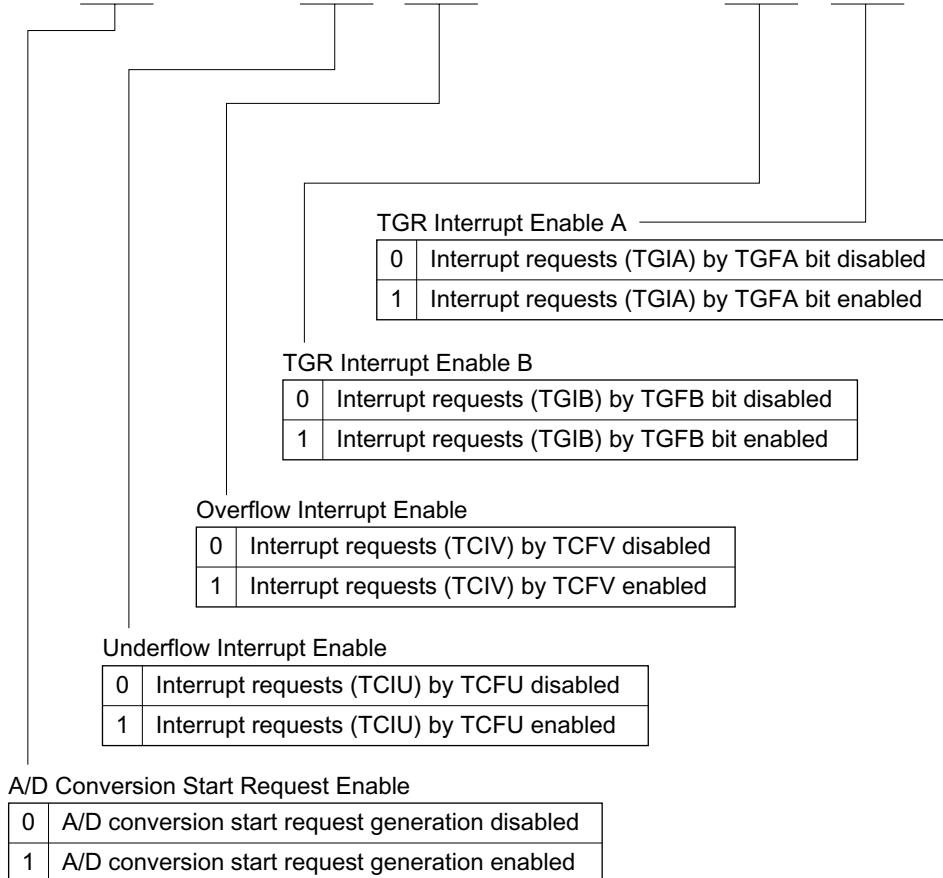 TGR Interrupt Enable A
0 Interrupt requests (TGIA) by TGFA bit disabled
1 Interrupt requests (TGIA) by TGFA bit enabled
TGR Interrupt Enable B
0 Interrupt requests (TGIB) by TGFB bit disabled
1 Interrupt requests (TGIB) by TGFB bit enabled
Overflow Interrupt Enable
0 Interrupt requests (TCIV) by TCFV disabled
1 Interrupt requests (TCIV) by TCFV enabled
Underflow Interrupt Enable
0 Interrupt requests (TCIU) by TCFU disabled
1 Interrupt requests (TCIU) by TCFU enabled
A/D Conversion Start Request Enable
0 A/D conversion start request generation disabled
1 A/D conversion start request generation enabled